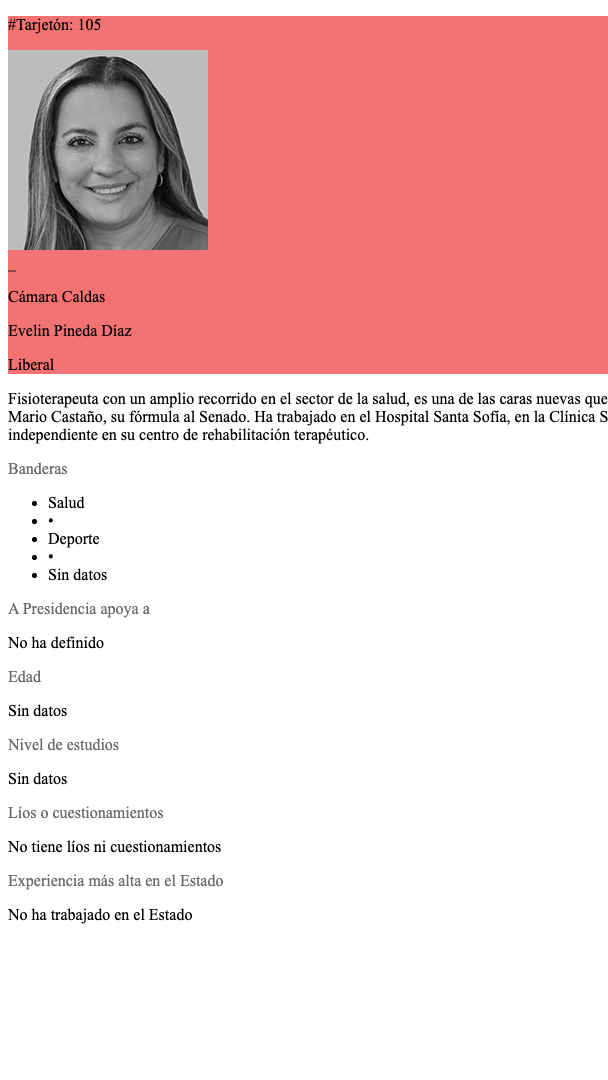 #Tarjetón: 105
_
Cámara Caldas
Evelin Pineda Díaz
Liberal
Fisioterapeuta con un amplio recorrido en el sector de la salud, es una de las caras nuevas que
Mario Castaño, su fórmula al Senado. Ha trabajado en el Hospital Santa Sofía, en la Clínica S
independiente en su centro de rehabilitación terapéutico.
Banderas
• Salud
• •
• Deporte
• •
• Sin datos
A Presidencia apoya a
No ha definido
Edad
Sin datos
Nivel de estudios
Sin datos
Líos o cuestionamientos
No tiene líos ni cuestionamientos
Experiencia más alta en el Estado
No ha trabajado en el Estado